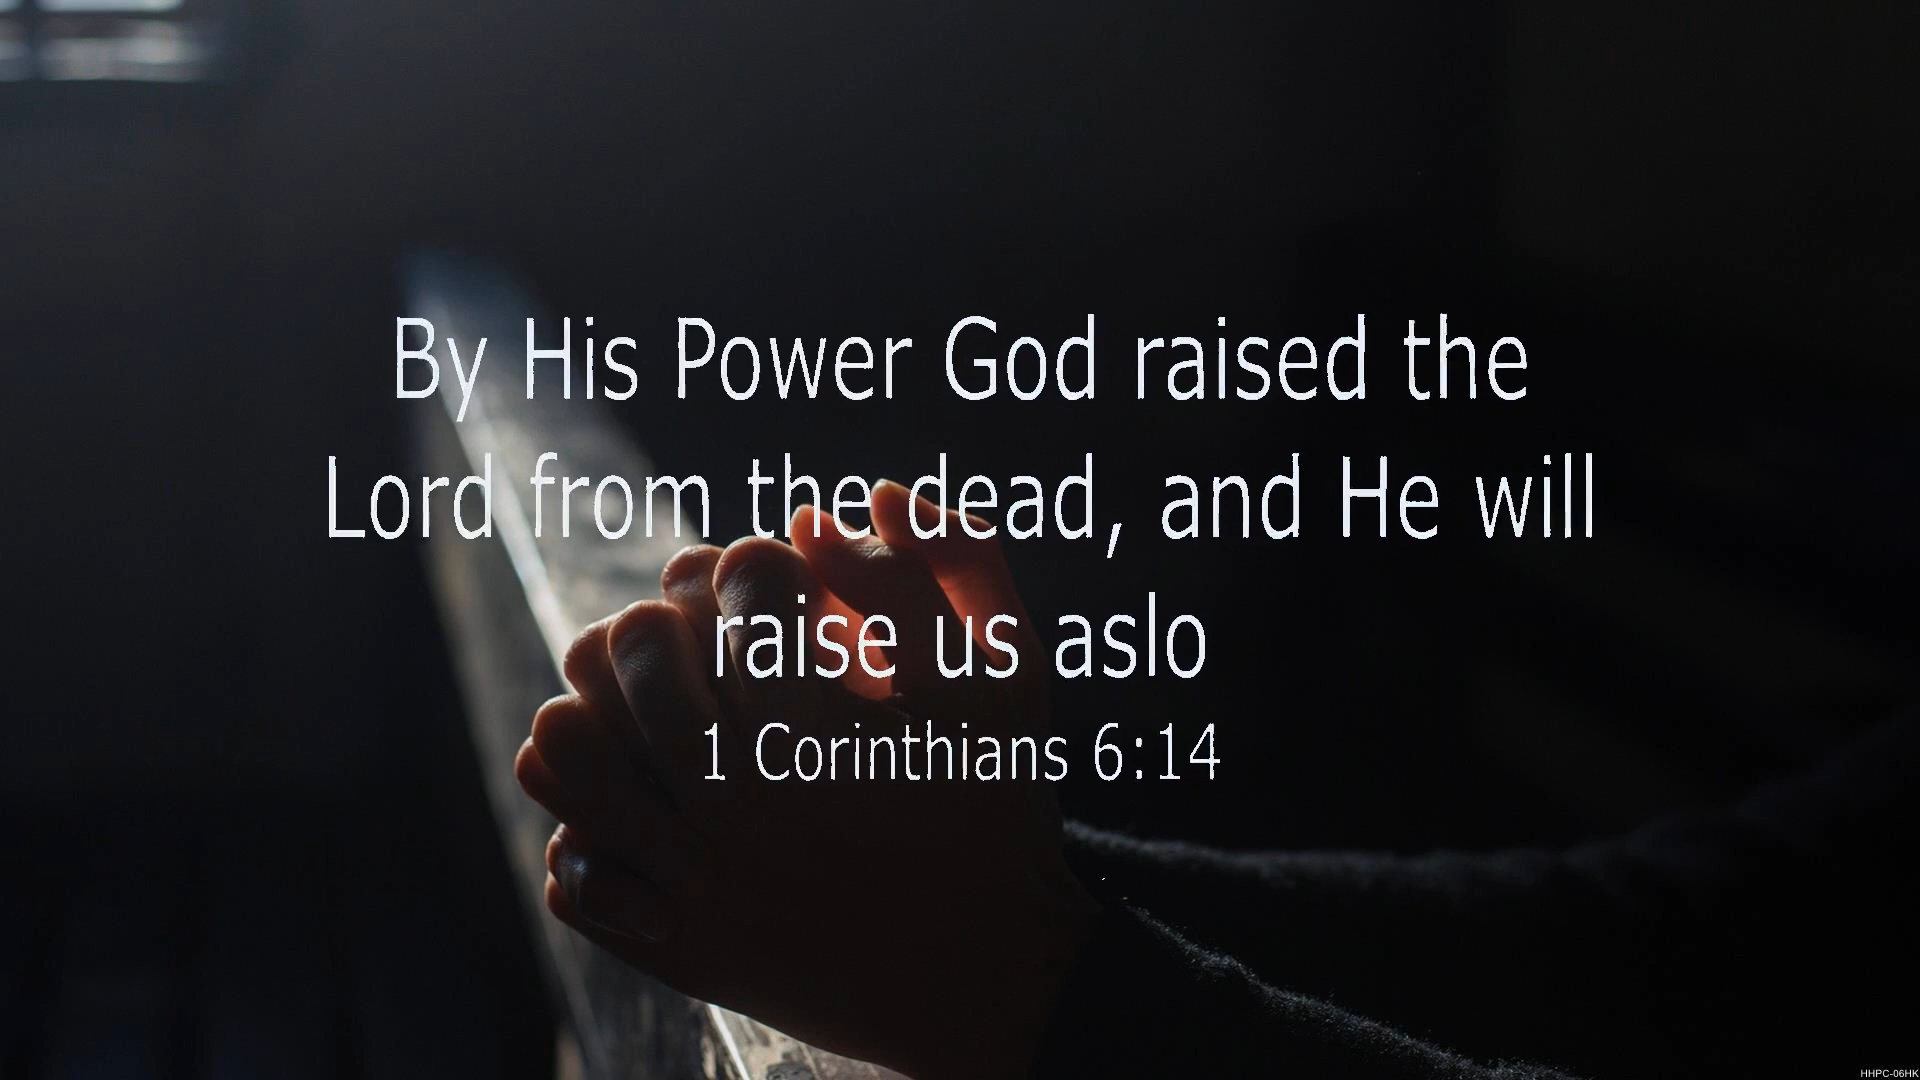 By His Power God raised the
Lord from the dead, and He will
raise us aslo
1 Corinthians 6:14
HHPC-06HK